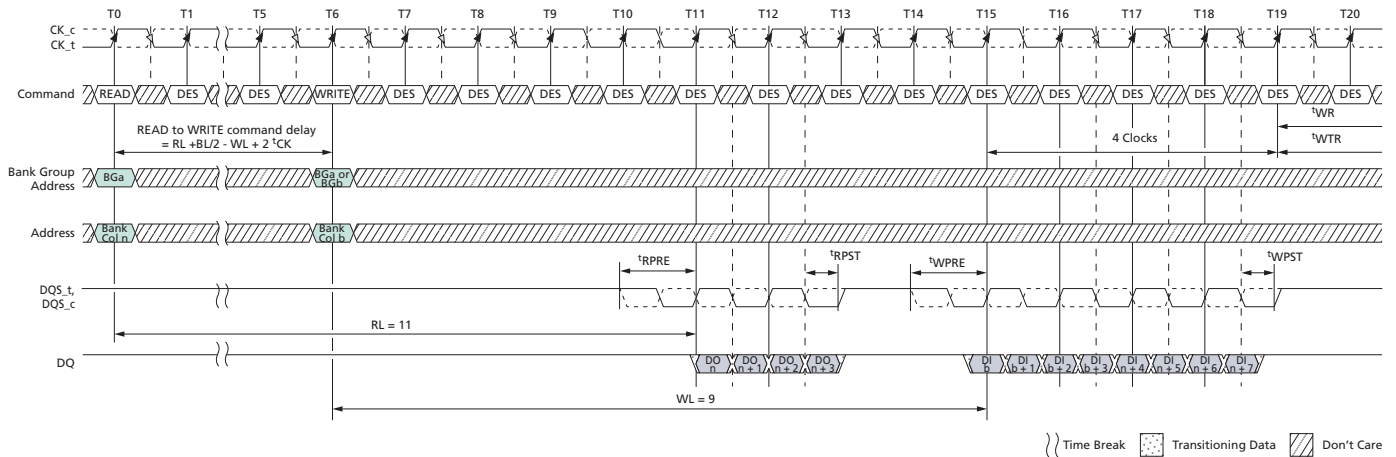 T0 T1 T5 T6 T7 T8 T9 T10 T11 T12 T13 T14 T15 T16 T17 T18 T19 T20
CK_c
CK_t
Command READ DES DES WRITE DES DES DES DES DES DES DES DES DES DES DES DES DES DES
tWR
READ to WRITE command delay
= RL +BL/2 - WL + 2 tCK
4 Clocks
tWTR
Bank Group
Address
BGa
BGa or
BGb
Address
Bank
Col n
Bank
Col b
tRPRE tRPST tWPRE tWPST
DQS_t,
DQS_c
RL = 11
DQ
DO
n
DO
n + 1
DO
n + 2
DO
n + 3
DI
b
DI
b + 1
DI
b + 2
DI
b + 3
DI
n + 4
DI
n + 5
DI
n + 6
DI
n + 7
WL = 9
Time Break Transitioning Data Don't Care